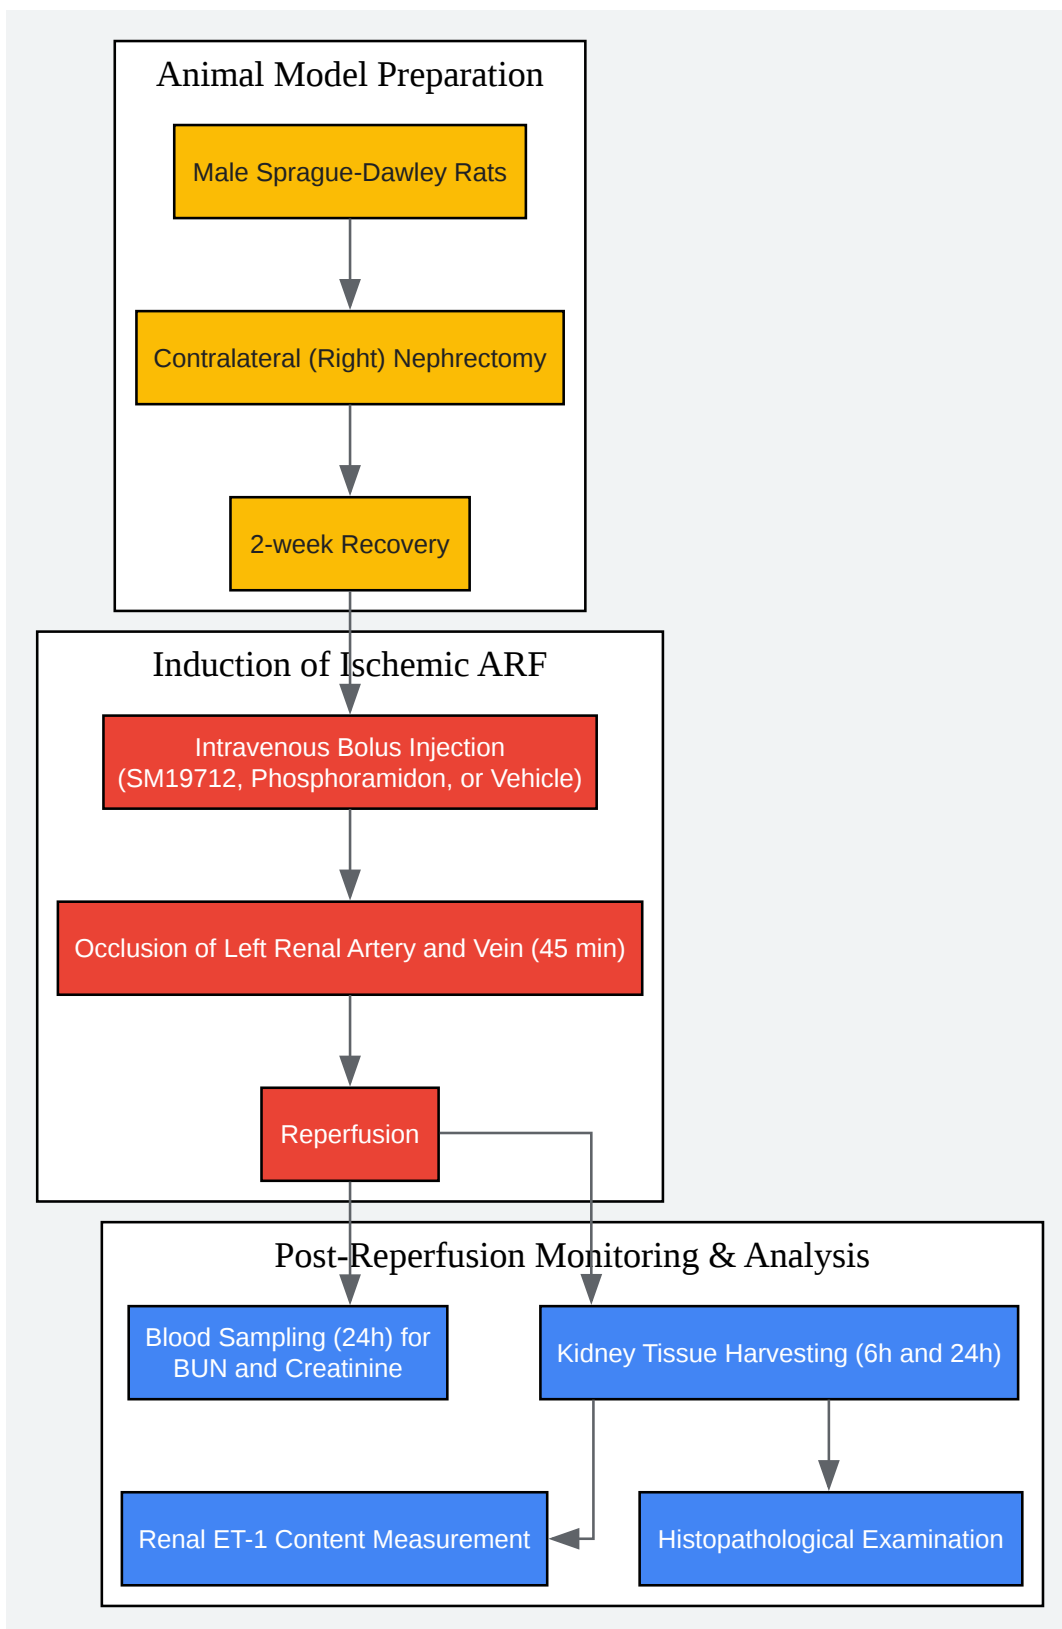 Animal Model Preparation
Male Sprague-Dawley Rats
Contralateral (Right) Nephrectomy
2-week Recovery
Induction of Ischemic ARF
Intravenous Bolus Injection
(SM19712, Phosphoramidon, or Vehicle)
Occlusion of Left Renal Artery and Vein (45 min)
Reperfusion
Post-Reperfusion Monitoring & Analysis
Blood Sampling (24h) for
BUN and Creatinine
Kidney Tissue Harvesting (6h and 24h)
Renal ET-1 Content Measurement
Histopathological Examination